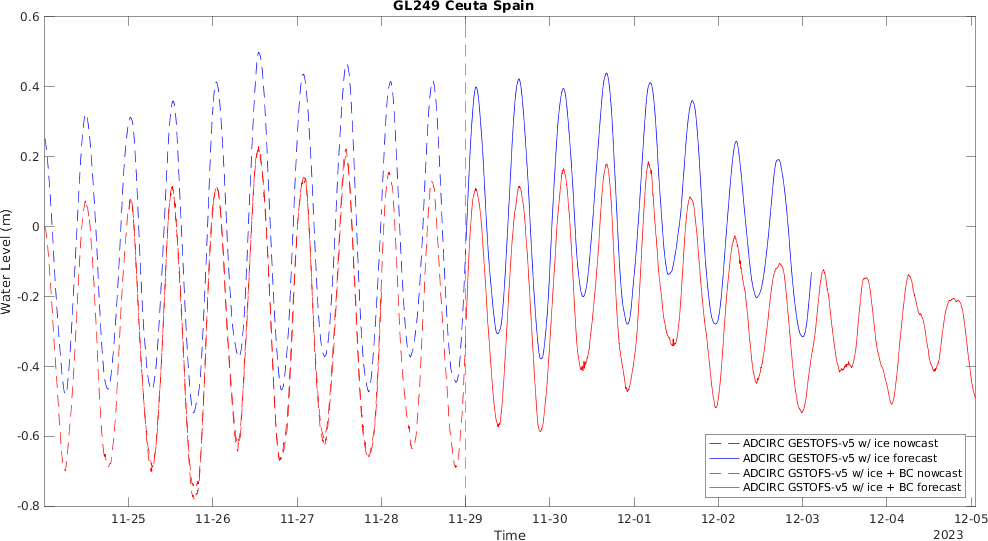 GL249 Ceuta Spain
0.6
0.4
0.2
0
-0.2
-0.4
-0.6
-0.8
Water Level (m)
ADCIRC GESTOFS-v5 w/ ice nowcast
ADCIRC GESTOFS-v5 w/ ice forecast
ADCIRC GSTOFS-v5 w/ ice + BC nowcast
ADCIRC GSTOFS-v5 w/ ice + BC forecast
11-25 11-26 11-27 11-28 11-29 11-30 12-01 12-02 12-03 12-04 12-05
Time
2023